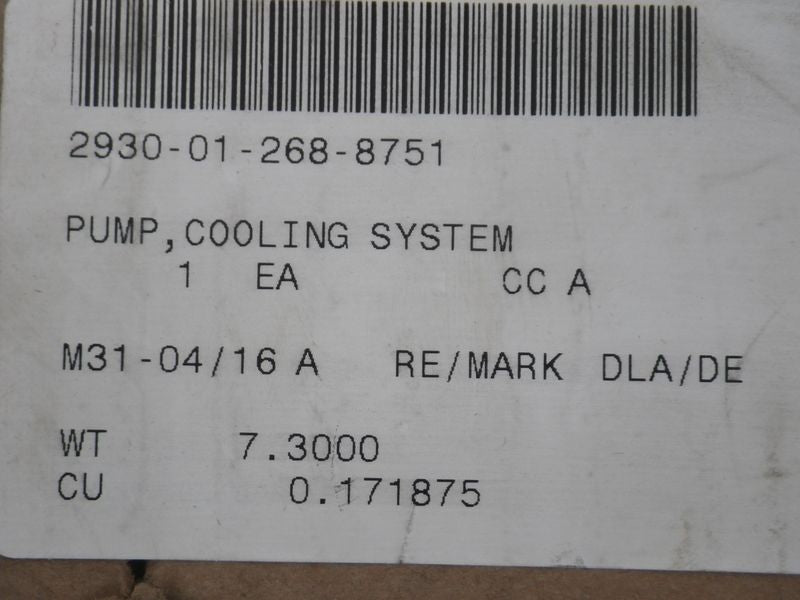 2930-01-268-8751
PUMP,COOLING SYSTEM
1 EA CC A
M31-04/16 A RE/MARK DLA/DE
WT 7.3000
CU 0.171875